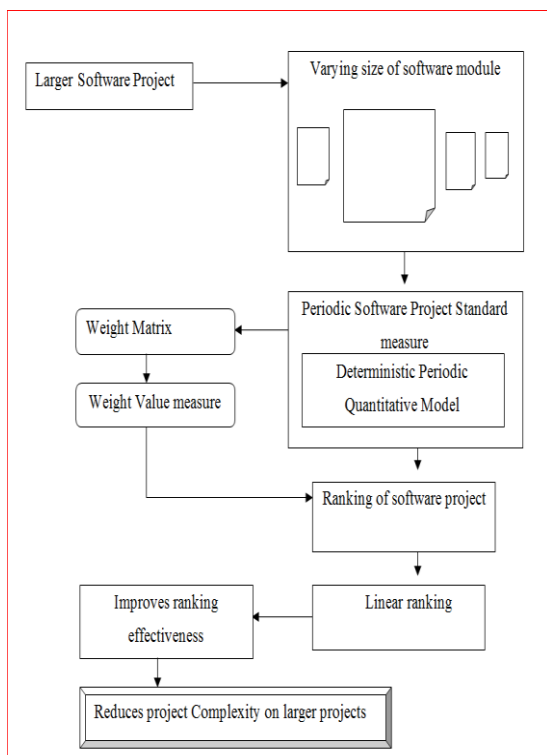 Larger Software Project
Varying size of software module
Periodic Software Project Standard
measure
Deterministic Periodic
Quantitative Model
Weight Matrix
Weight Value measure
Ranking of software project
Linear ranking
Improves ranking
effectiveness
Reduces project Complexity on larger projects